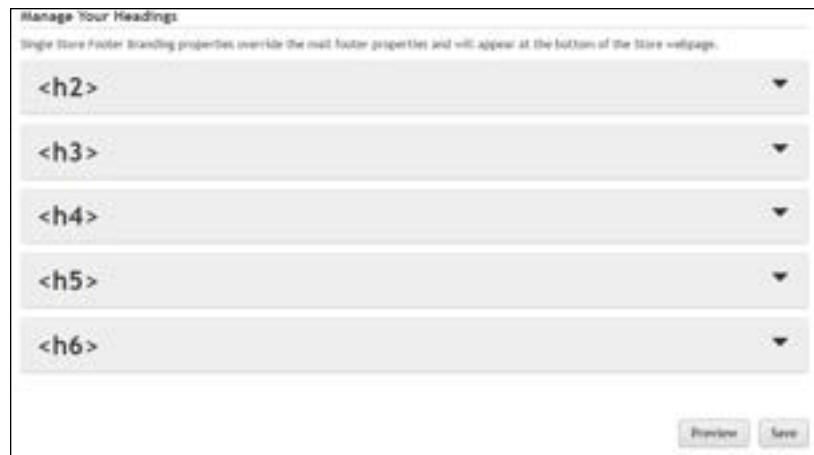 Manage Your Headings
Single Store Footer Branding properties override the mall footer properties and will appear at the bottom of the Store webpage.
<h2>
<h3>
<h4>
<h5>
<h6>
Preview Save